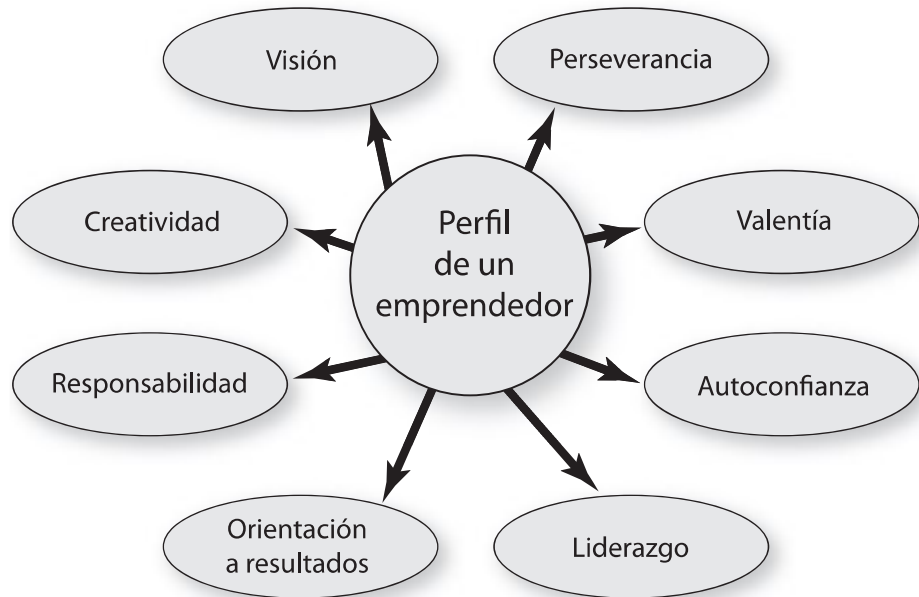 Visión
Perseverancia
Creatividad
Perfil
de un
emprendedor
Valentía
Responsabilidad
Autoconfianza
Orientación
a resultados
Liderazgo